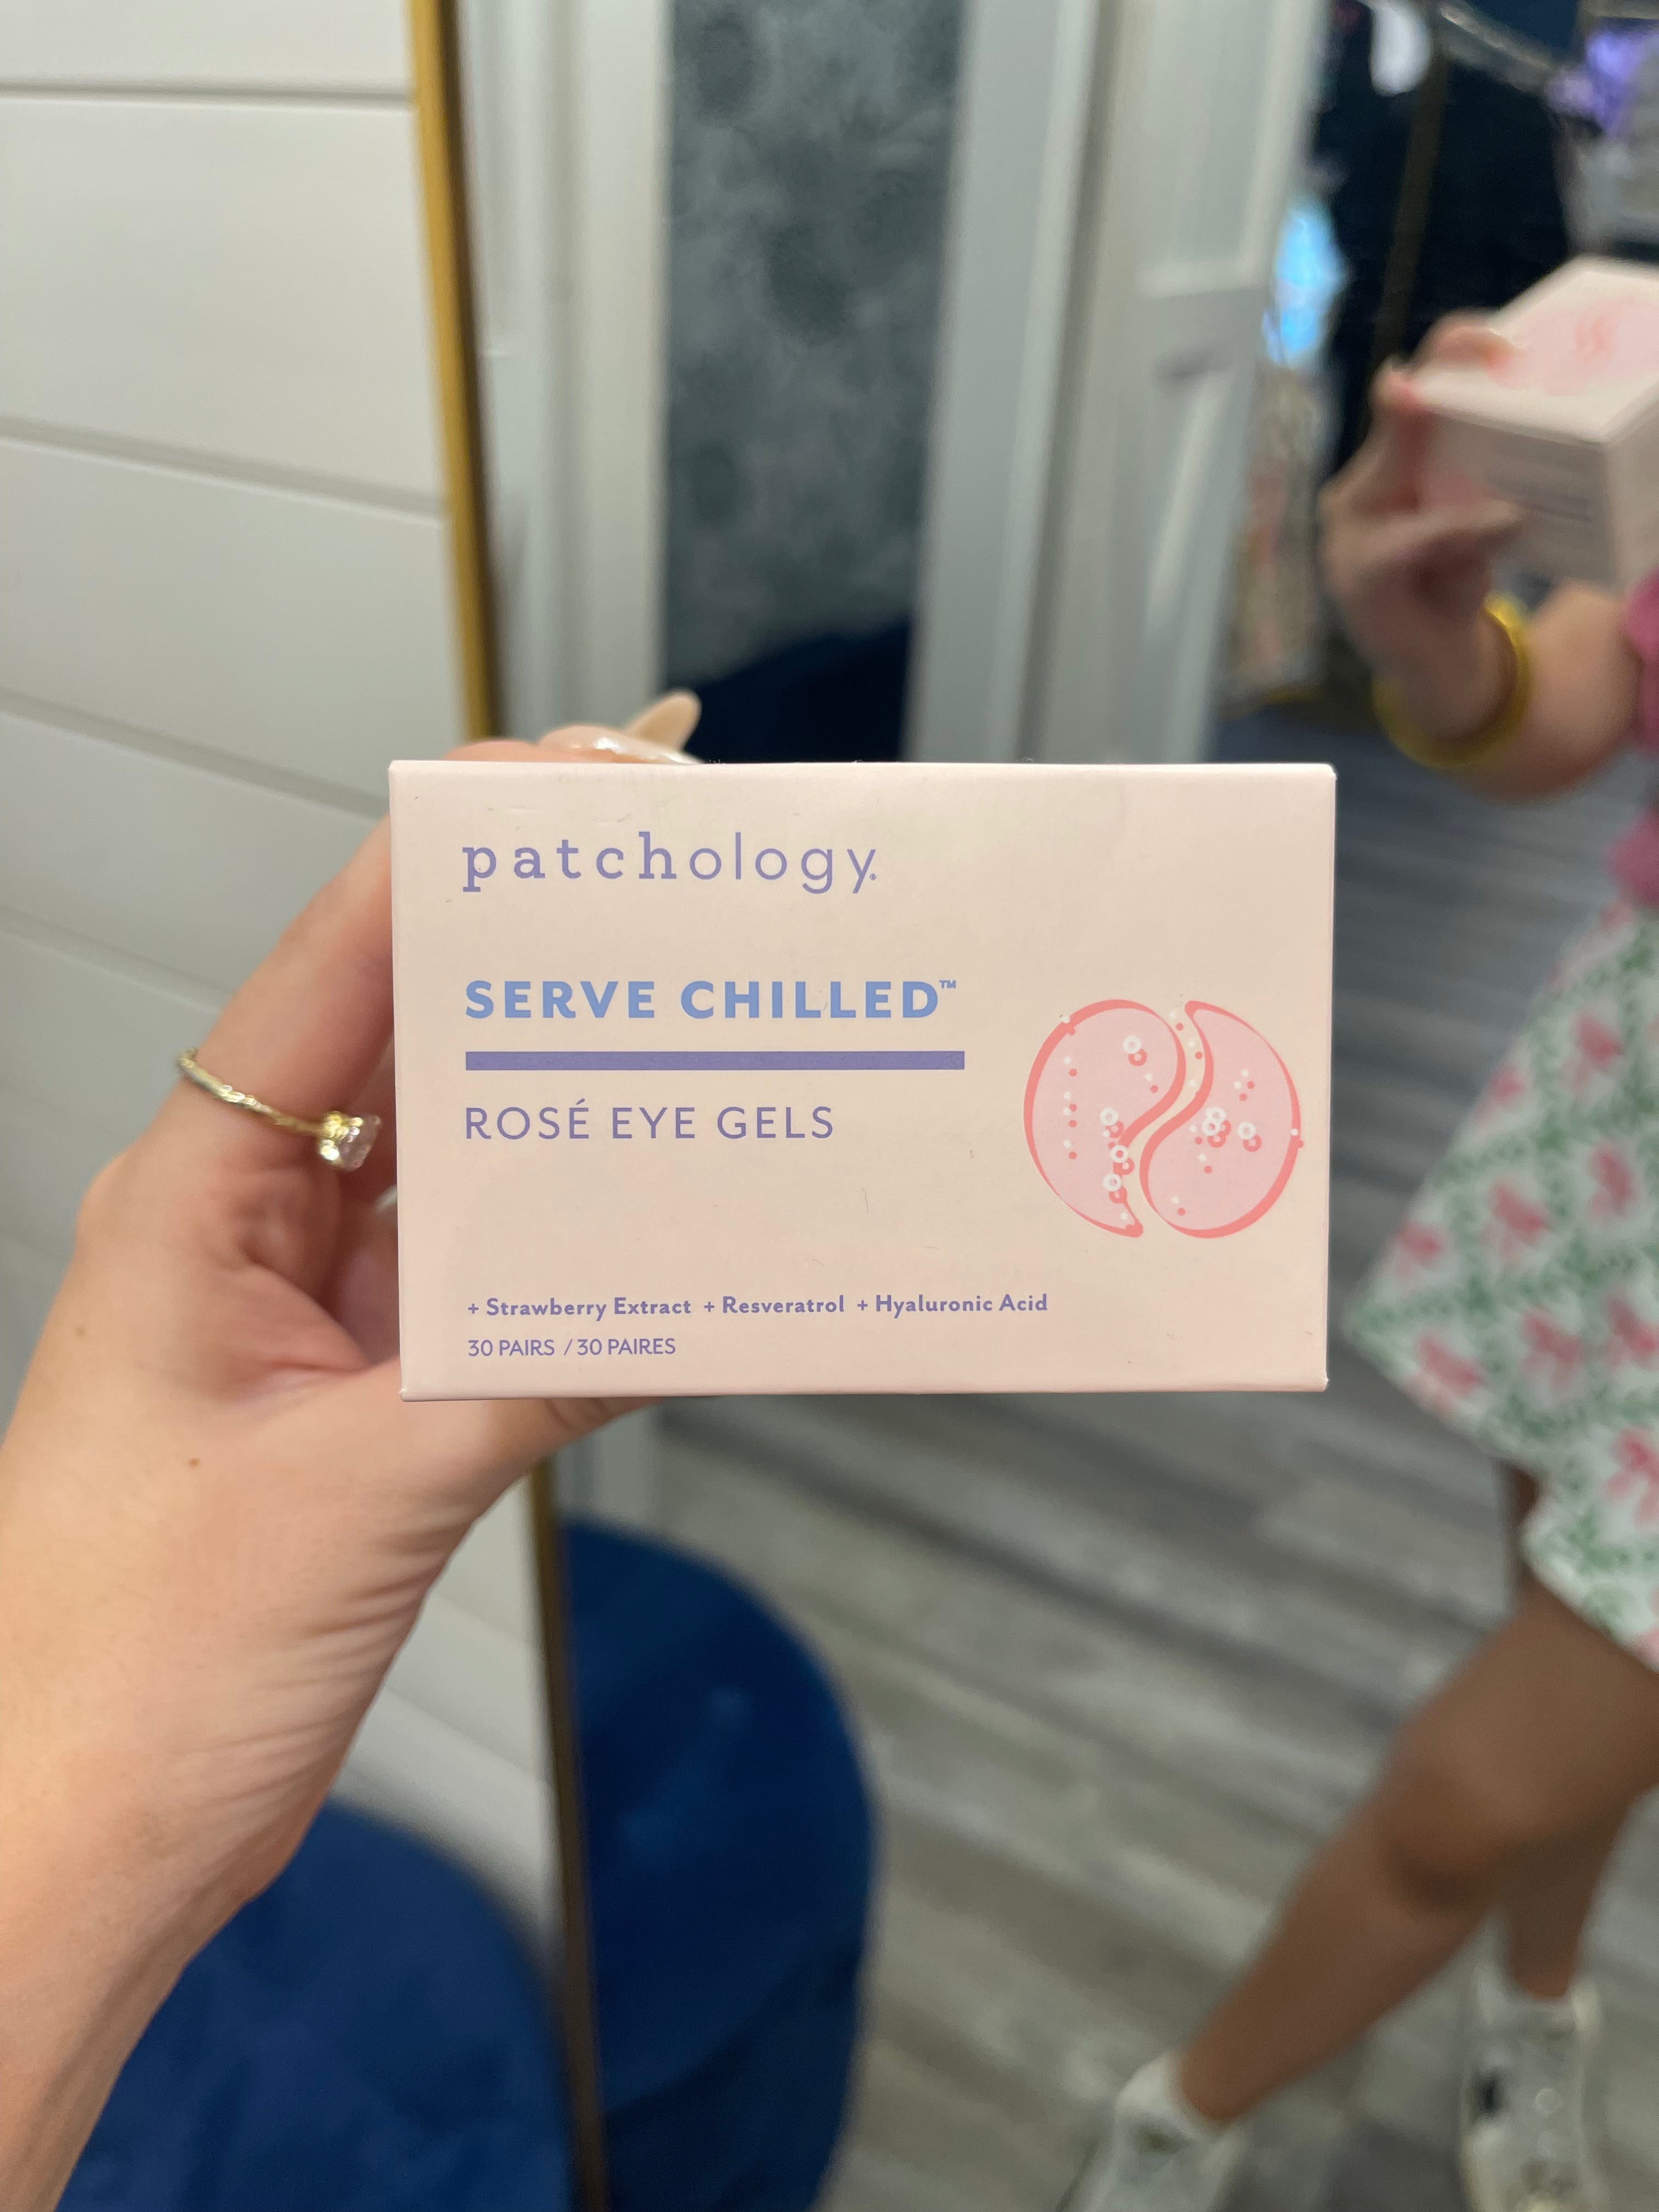 patchology.
SERVE CHILLED™
ROSÉ EYE GELS
+ Strawberry Extract + Resveratrol + Hyaluronic Acid
30 PAIRS / 30 PAIRES